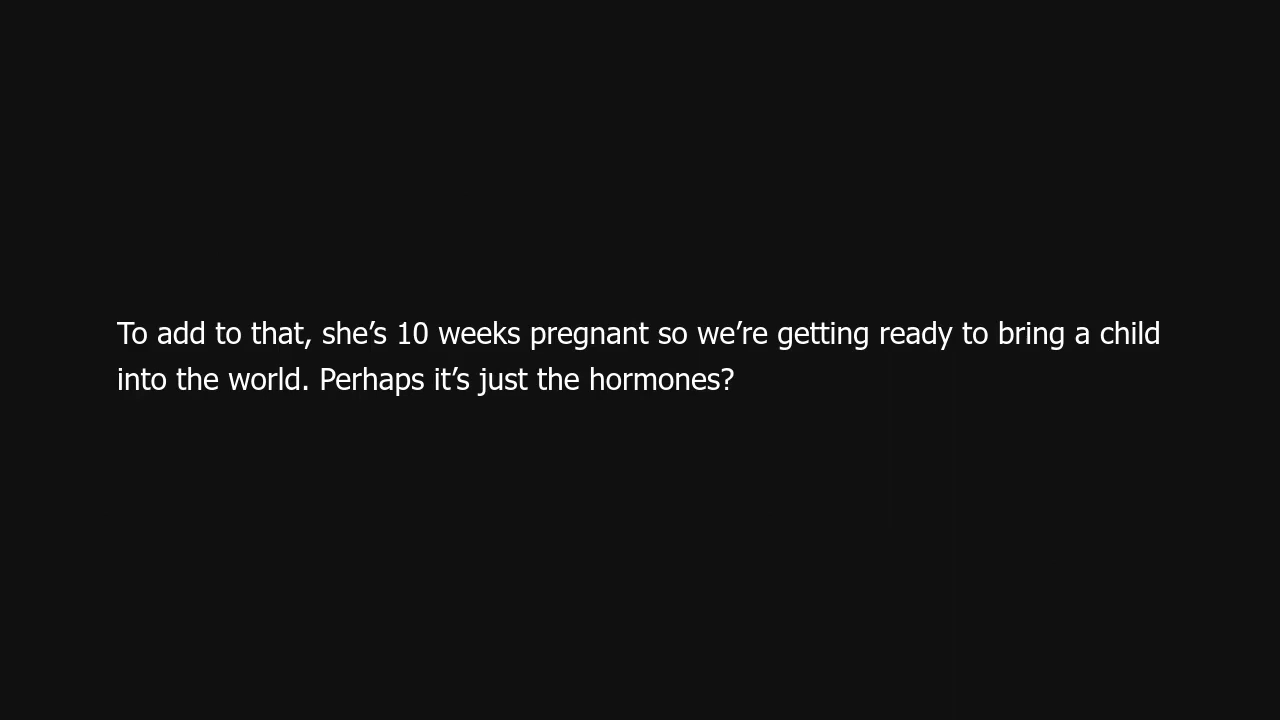 To add to that, she’s 10 weeks pregnant so we’re getting ready to bring a child
into the world. Perhaps it’s just the hormones?